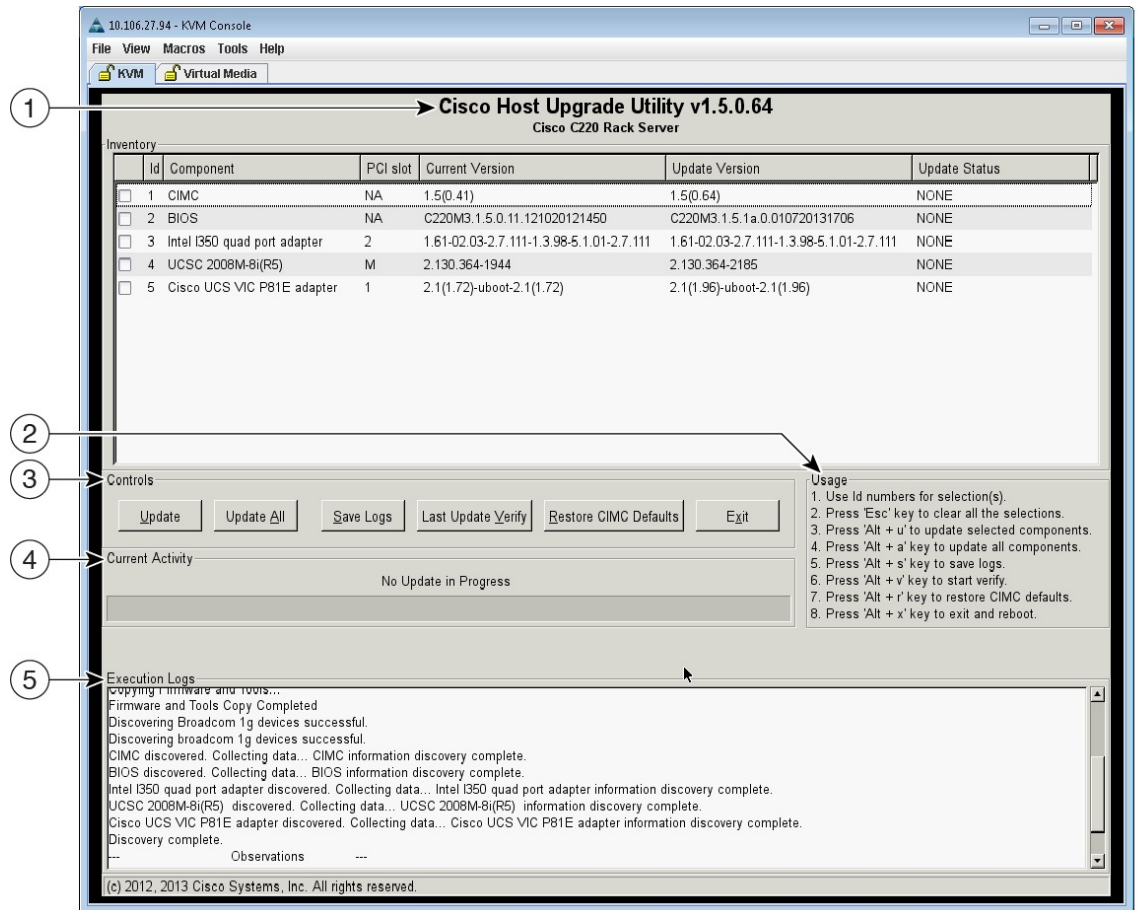 10.106.27.94 - KVM Console
File View Macros Tools Help
KVM Virtual Media
1
Cisco Host Upgrade Utility v1.5.0.64
Cisco C220 Rack Server
Inventory
Id Component PCI slot Current Version Update Version Update Status
1 CIMC NA 1.5(0.41) 1.5(0.64) NONE
2 BIOS NA C220M3.1.5.0.11.121020121450 C220M3.1.5.1a.0.010720131706 NONE
3 Intel I350 quad port adapter 2 1.61-02.03-2.7.111-1.3.98-5.1.01-2.7.111 1.61-02.03-2.7.111-1.3.98-5.1.01-2.7.111 NONE
4 UCSC 2008M-8i(R5) M 2.130.364-1944 2.130.364-2185 NONE
5 Cisco UCS VIC P81E adapter 1 2.1(1.72)-uboot-2.1(1.72) 2.1(1.96)-uboot-2.1(1.96) NONE
2
3
Controls
Update Update All Save Logs Last Update Verify Restore CIMC Defaults Exit
Usage
1. Use Id numbers for selection(s).
2. Press 'Esc' key to clear all the selections.
3. Press 'Alt + u' to update selected components.
4. Press 'Alt + a' key to update all components.
5. Press 'Alt + s' key to save logs.
6. Press 'Alt + v' key to start verify.
7. Press 'Alt + r' key to restore CIMC defaults.
8. Press 'Alt + x' key to exit and reboot.
4
Current Activity
No Update in Progress
5
Execution Logs
Copying Firmware and Tools...
Firmware and Tools Copy Completed
Discovering Broadcom 1g devices successful.
Discovering broadcom 1g devices successful.
CIMC discovered. Collecting data... CIMC information discovery complete.
BIOS discovered. Collecting data... BIOS information discovery complete.
Intel I350 quad port adapter discovered. Collecting data... Intel I350 quad port adapter information discovery complete.
UCSC 2008M-8i(R5) discovered. Collecting data... UCSC 2008M-8i(R5) information discovery complete.
Cisco UCS VIC P81E adapter discovered. Collecting data... Cisco UCS VIC P81E adapter information discovery complete.
Discovery complete.
--- Observations ---
(c) 2012, 2013 Cisco Systems, Inc. All rights reserved.